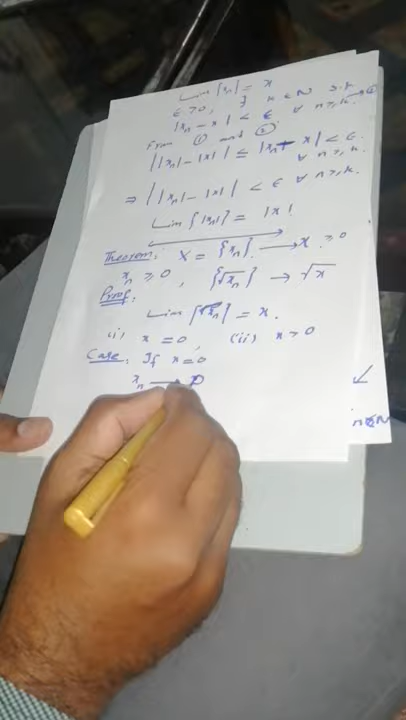 Lim {xn} = x
ε > 0, ∃ k ∈ N s.t
|xn - x| < ε ∀ n ≥ k. → ②
From ① and ②
||xn| - |x|| ≤ |xn - x| < ε.
∀ n ≥ k.
⇒ ||xn| - |x|| < ε ∀ n ≥ k.
Lim {|xn|} = |x|
Theorem: X = {xn} → x ≥ 0
xn ≥ 0, {√xn} → √x
Proof:
Lim {xn} = x.
(i) x = 0, (ii) x > 0
Case: If x = 0
xn → 0
n ∈ N